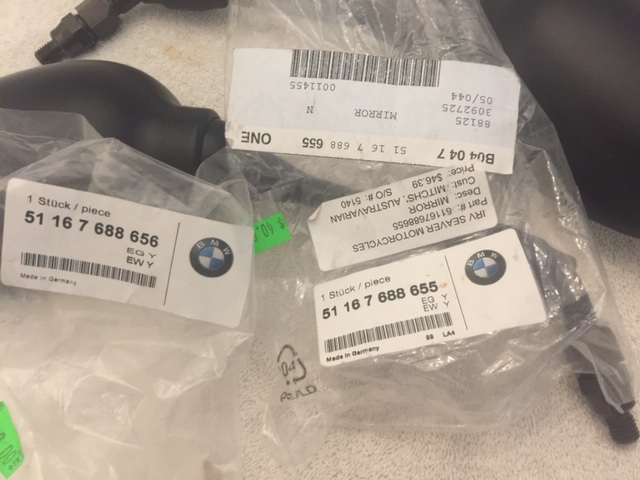 1 Stück / piece
51 16 7 688 656
EG Y
EW Y
Made in Germany
BMW
B04 04 7
51 16 7 688 655
ONE
88125
MIRROR
N
3092725
05/044
0011455
IRV SEAVER MOTORCYCLES
Part #: 61167688655
Desc: MIRROR
Cust: MITCHS', AUSTRAVARIAN
Price: $46.39
S/O #: 5140
BMW
1 Stück / piece
51 16 7 688 655
EG Y
EW Y
Made in Germany
99 LA4
PE/LD